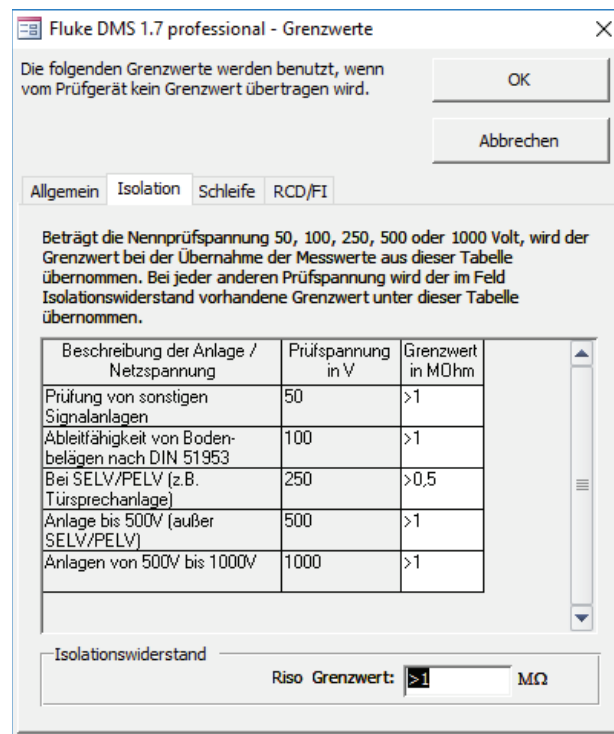 Fluke DMS 1.7 professional - Grenzwerte
Die folgenden Grenzwerte werden benutzt, wenn
vom Prüfgerät kein Grenzwert übertragen wird.
OK
Abbrechen
Allgemein Isolation Schleife RCD/FI
Beträgt die Nennprüfspannung 50, 100, 250, 500 oder 1000 Volt, wird der
Grenzwert bei der Übernahme der Messwerte aus dieser Tabelle
übernommen. Bei jeder anderen Prüfspannung wird der im Feld
Isolationswiderstand vorhandene Grenzwert unter dieser Tabelle
übernommen.
Beschreibung der Anlage / Prüfspannung Grenzwert
Netzspannung in V in MOhm
Prüfung von sonstigen 50 >1
Signalanlagen
Ableitfähigkeit von Boden- 100 >1
belägen nach DIN 51953
Bei SELV/PELV (z.B. 250 >0,5
Türsprechanlage)
Anlage bis 500V (außer 500 >1
SELV/PELV)
Anlagen von 500V bis 1000V 1000 >1
Isolationswiderstand
Riso Grenzwert: >1 MΩ